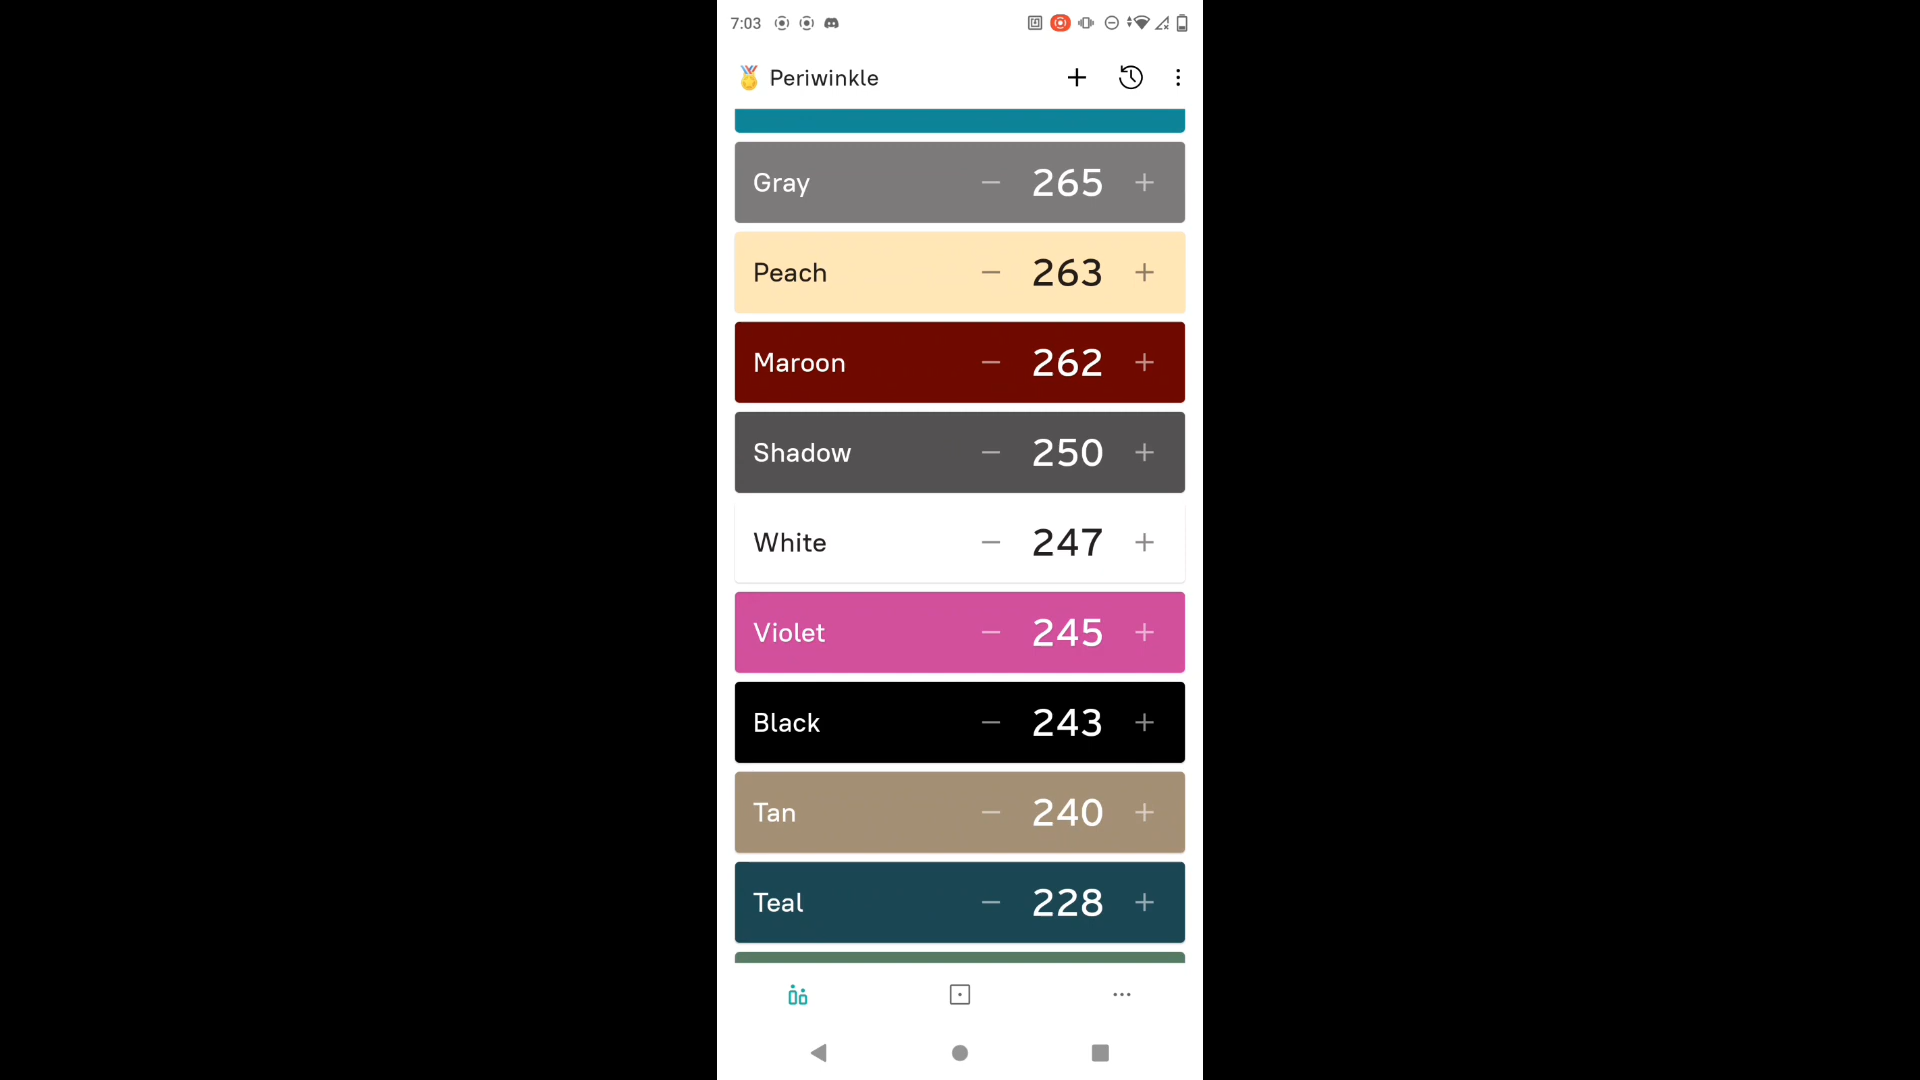 7:03
Periwinkle
Gray 265
Peach 263
Maroon 262
Shadow 250
White 247
Violet 245
Black 243
Tan 240
Teal 228